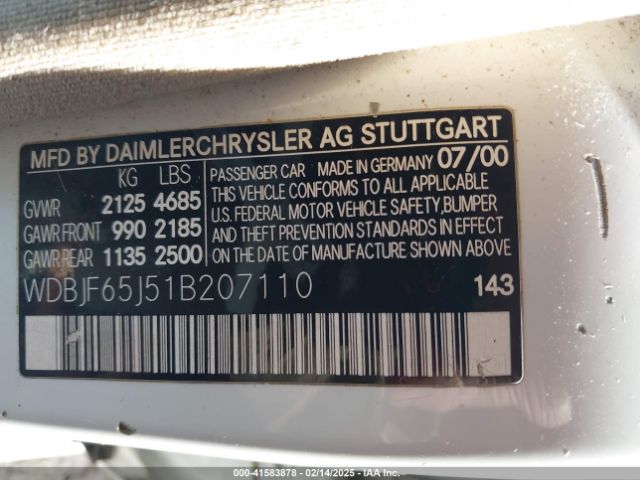 MFD BY DAIMLERCHRYSLER AG STUTTGART
KG LBS
GVWR 2125 4685
GAWR FRONT 990 2185
GAWR REAR 1135 2500
PASSENGER CAR MADE IN GERMANY 07/00
THIS VEHICLE CONFORMS TO ALL APPLICABLE
U.S. FEDERAL MOTOR VEHICLE SAFETY,BUMPER
AND THEFT PREVENTION STANDARDS IN EFFECT
ON THE DATE OF MANUFACTURE SHOWN ABOVE
WDBJF65J51B207110
143
000-41583878 - 02/14/2025 - IAA Inc.